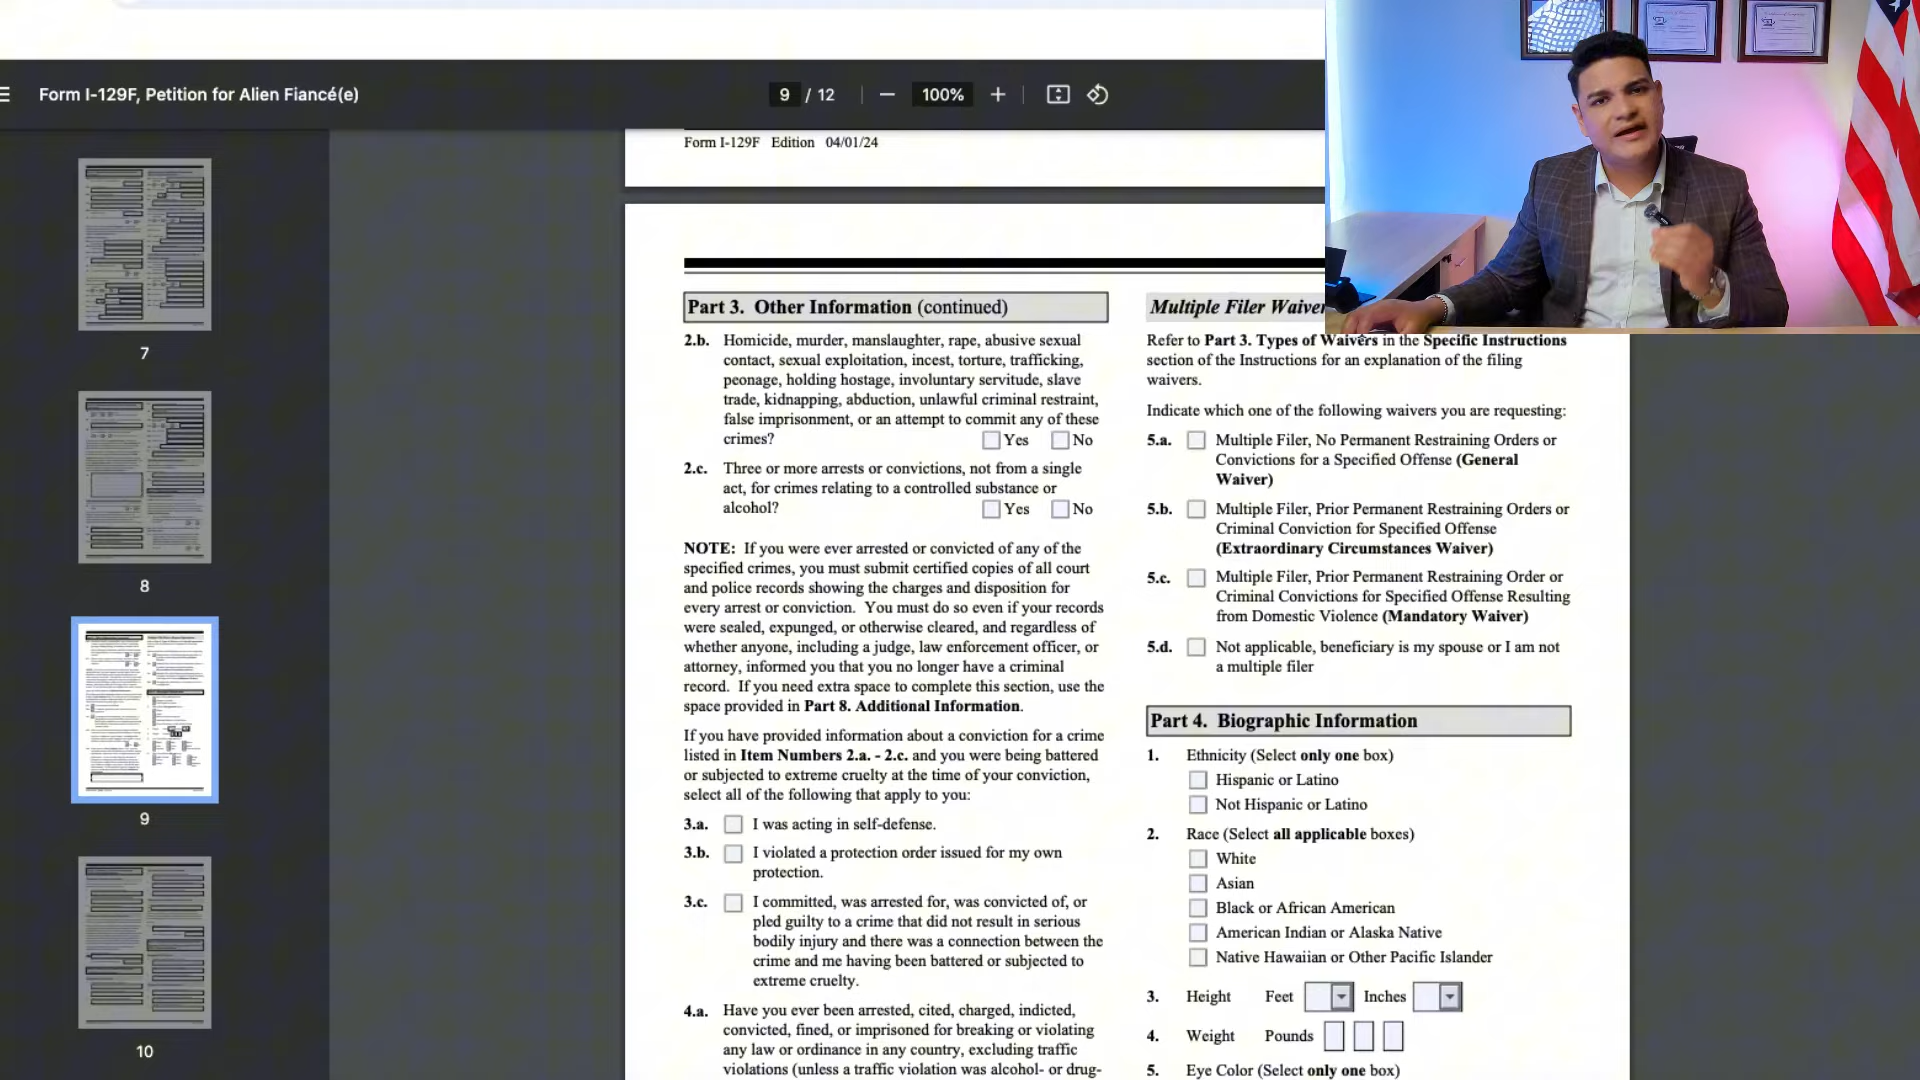 Form I-129F, Petition for Alien Fiancé(e)
9 / 12
100%
7
8
9
10
Form I-129F Edition 04/01/24
Part 3. Other Information (continued)
2.b. Homicide, murder, manslaughter, rape, abusive sexual
contact, sexual exploitation, incest, torture, trafficking,
peonage, holding hostage, involuntary servitude, slave
trade, kidnapping, abduction, unlawful criminal restraint,
false imprisonment, or an attempt to commit any of these
crimes? Yes No
2.c. Three or more arrests or convictions, not from a single
act, for crimes relating to a controlled substance or
alcohol? Yes No
NOTE: If you were ever arrested or convicted of any of the
specified crimes, you must submit certified copies of all court
and police records showing the charges and disposition for
every arrest or conviction. You must do so even if your records
were sealed, expunged, or otherwise cleared, and regardless of
whether anyone, including a judge, law enforcement officer, or
attorney, informed you that you no longer have a criminal
record. If you need extra space to complete this section, use the
space provided in Part 8. Additional Information.
If you have provided information about a conviction for a crime
listed in Item Numbers 2.a. - 2.c. and you were being battered
or subjected to extreme cruelty at the time of your conviction,
select all of the following that apply to you:
3.a. I was acting in self-defense.
3.b. I violated a protection order issued for my own
protection.
3.c. I committed, was arrested for, was convicted of, or
pled guilty to a crime that did not result in serious
bodily injury and there was a connection between the
crime and me having been battered or subjected to
extreme cruelty.
4.a. Have you ever been arrested, cited, charged, indicted,
convicted, fined, or imprisoned for breaking or violating
any law or ordinance in any country, excluding traffic
violations (unless a traffic violation was alcohol- or drug-
Multiple Filer Waiver
Refer to Part 3. Types of Waivers in the Specific Instructions
section of the Instructions for an explanation of the filing
waivers.
Indicate which one of the following waivers you are requesting:
5.a. Multiple Filer, No Permanent Restraining Orders or
Convictions for a Specified Offense (General
Waiver)
5.b. Multiple Filer, Prior Permanent Restraining Orders or
Criminal Conviction for Specified Offense
(Extraordinary Circumstances Waiver)
5.c. Multiple Filer, Prior Permanent Restraining Order or
Criminal Convictions for Specified Offense Resulting
from Domestic Violence (Mandatory Waiver)
5.d. Not applicable, beneficiary is my spouse or I am not
a multiple filer
Part 4. Biographic Information
1. Ethnicity (Select only one box)
Hispanic or Latino
Not Hispanic or Latino
2. Race (Select all applicable boxes)
White
Asian
Black or African American
American Indian or Alaska Native
Native Hawaiian or Other Pacific Islander
3. Height Feet Inches
4. Weight Pounds
5. Eye Color (Select only one box)